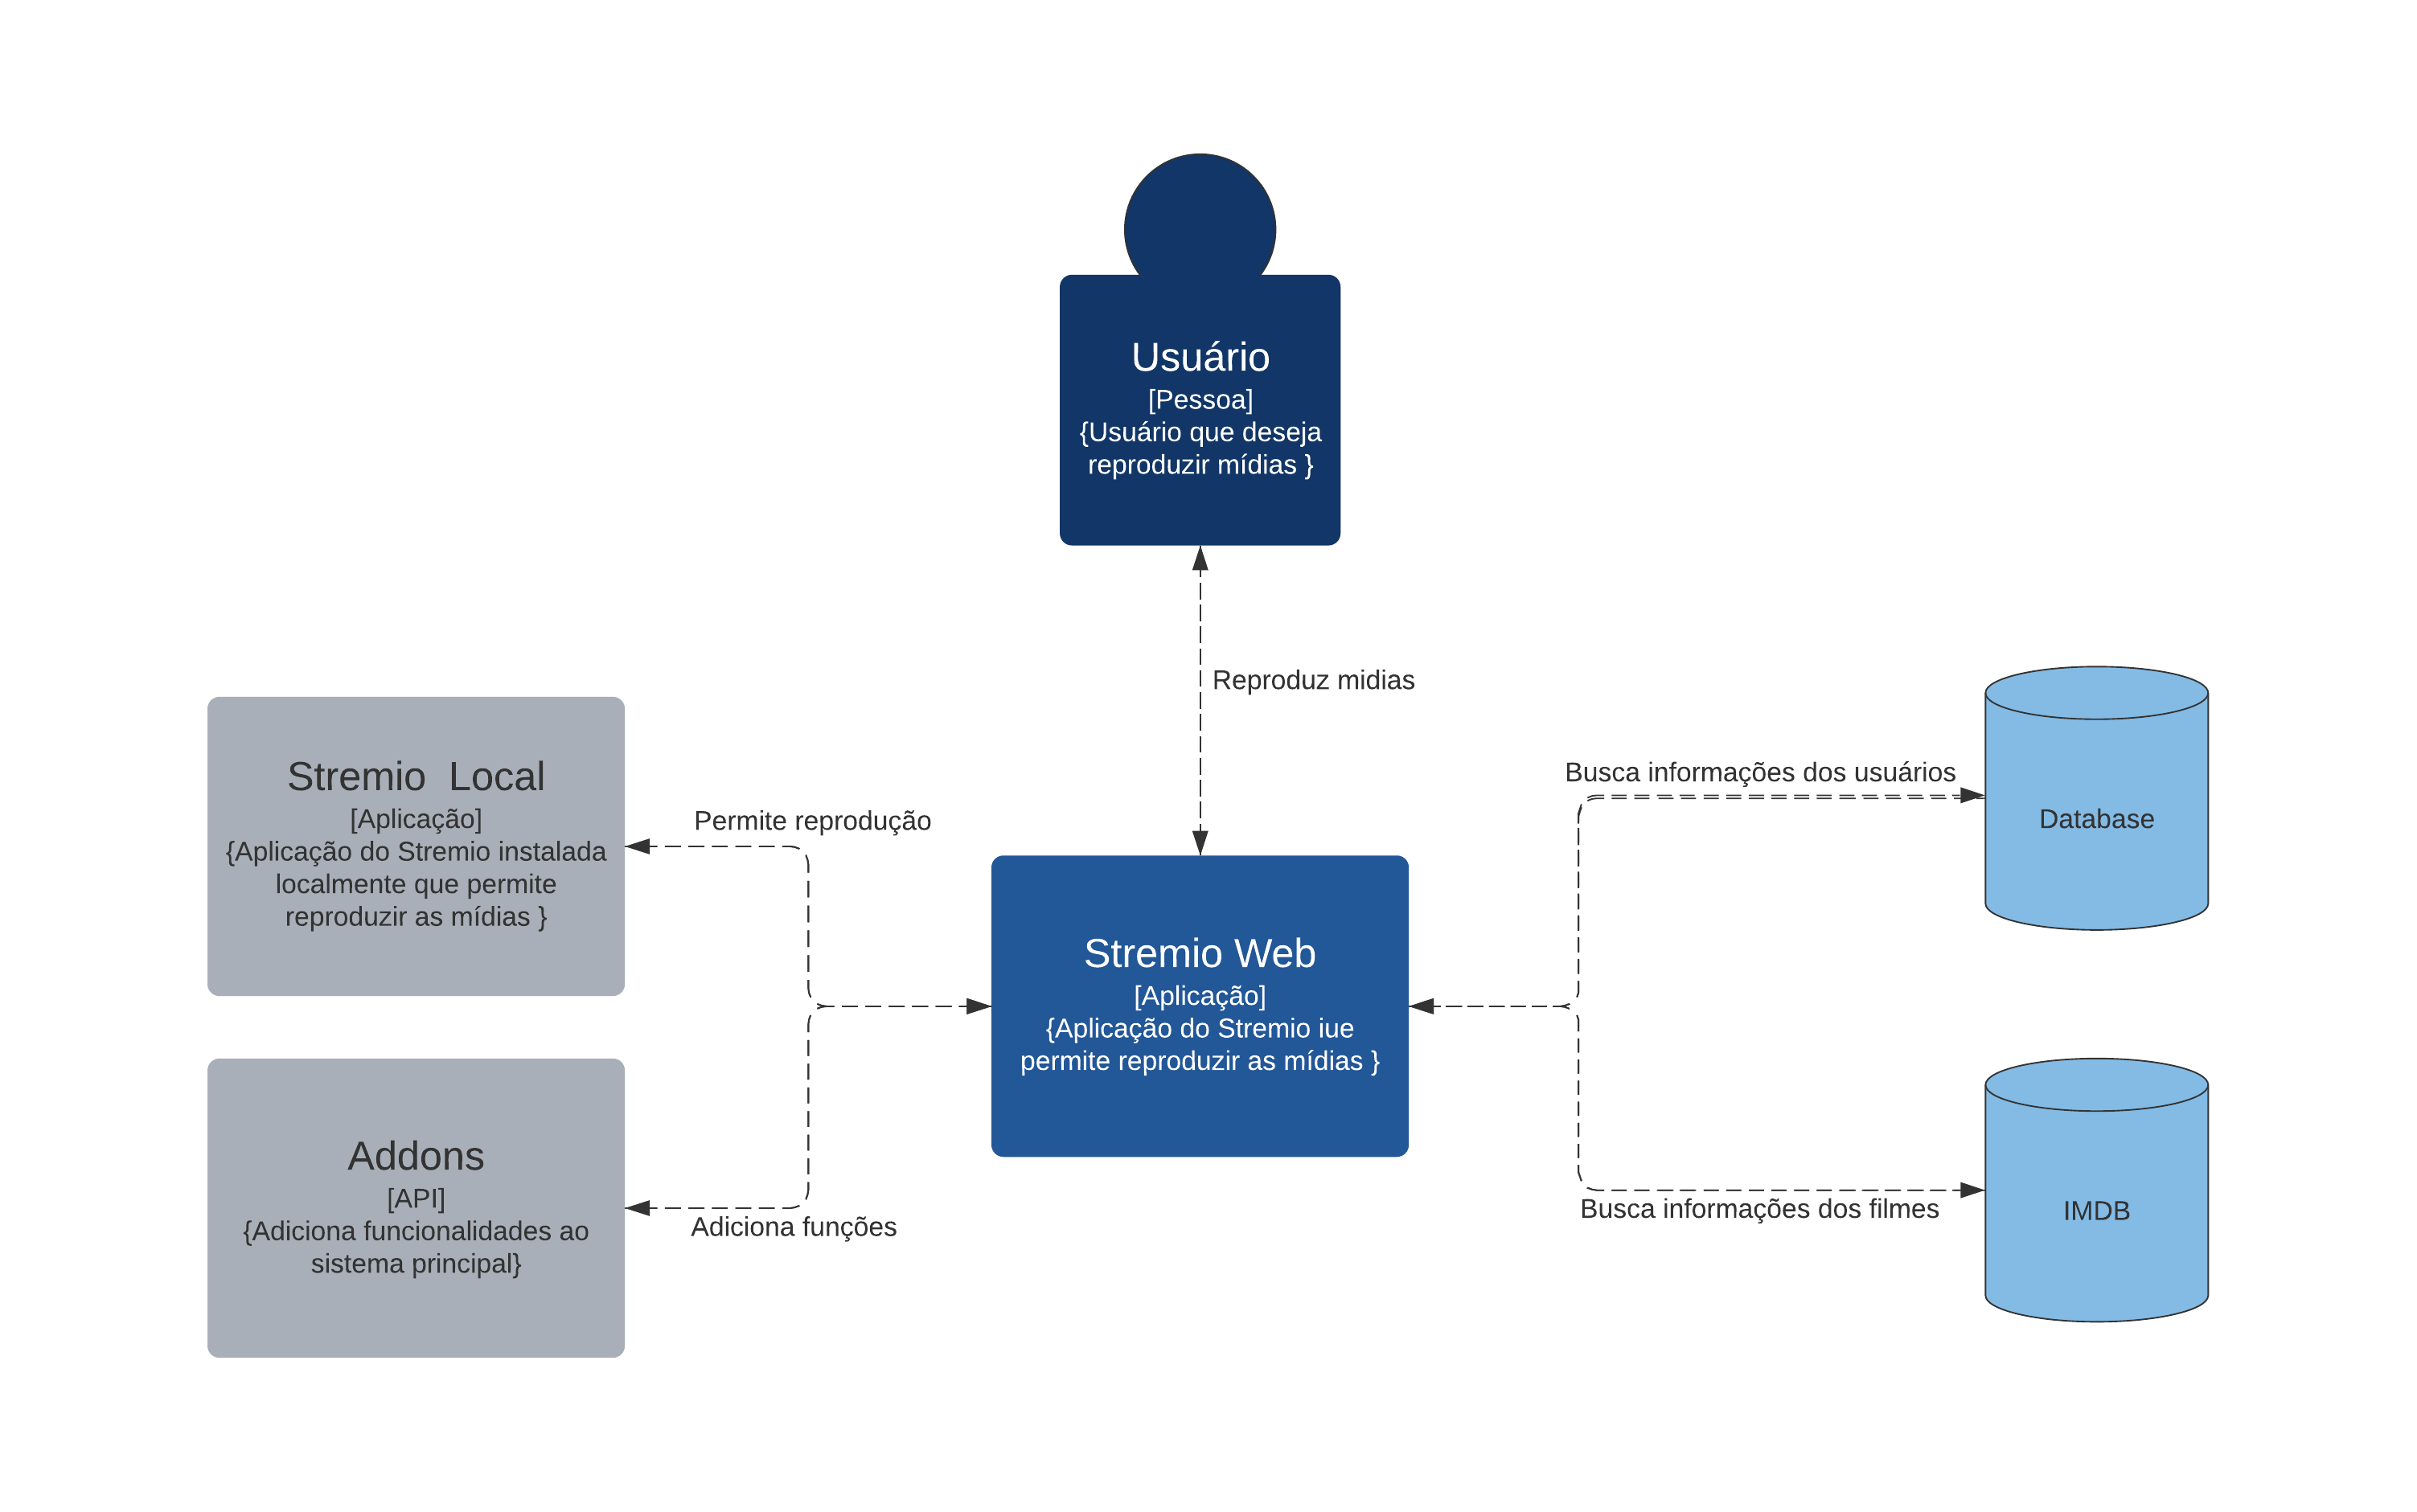 Usuário
[Pessoa]
{Usuário que deseja
reproduzir mídias }
Reproduz midias
Stremio  Local
[Aplicação]
{Aplicação do Stremio instalada
localmente que permite
reproduzir as mídias }
Permite reprodução
Busca informações dos usuários
Database
Stremio Web
[Aplicação]
{Aplicação do Stremio iue
permite reproduzir as mídias }
Addons
[API]
{Adiciona funcionalidades ao
sistema principal}
Adiciona funções
Busca informações dos filmes
IMDB